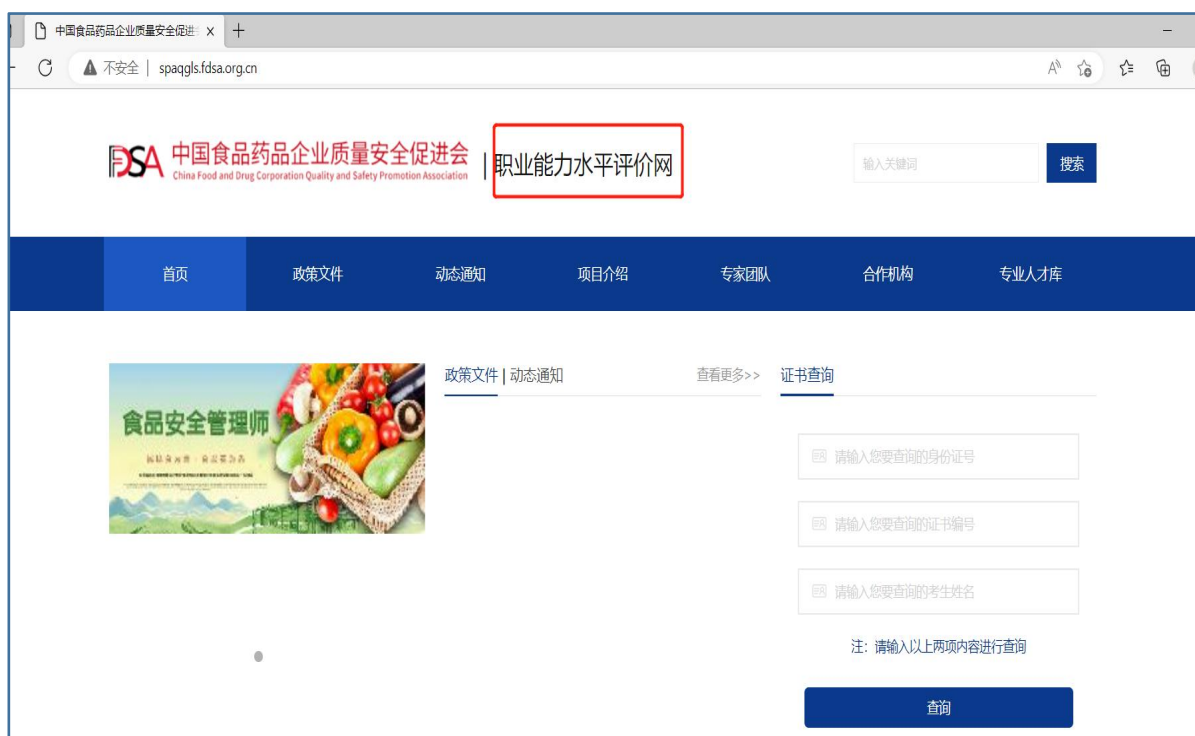 中国食品药品企业质量安全促进
不安全 | spaqgls.fdsa.org.cn
FDSA 中国食品药品企业质量安全促进会 | 职业能力水平评价网
China Food and Drug Corporation Quality and Safety Promotion Association
输入关键词 搜索
首页 政策文件 动态通知 项目介绍 专家团队 合作机构 专业人才库
政策文件 | 动态通知 查看更多>> 证书查询
食品安全管理师
请输入您要查询的身份证号
请输入您要查询的证书编号
请输入您要查询的考生姓名
注：请输入以上两项内容进行查询
查询